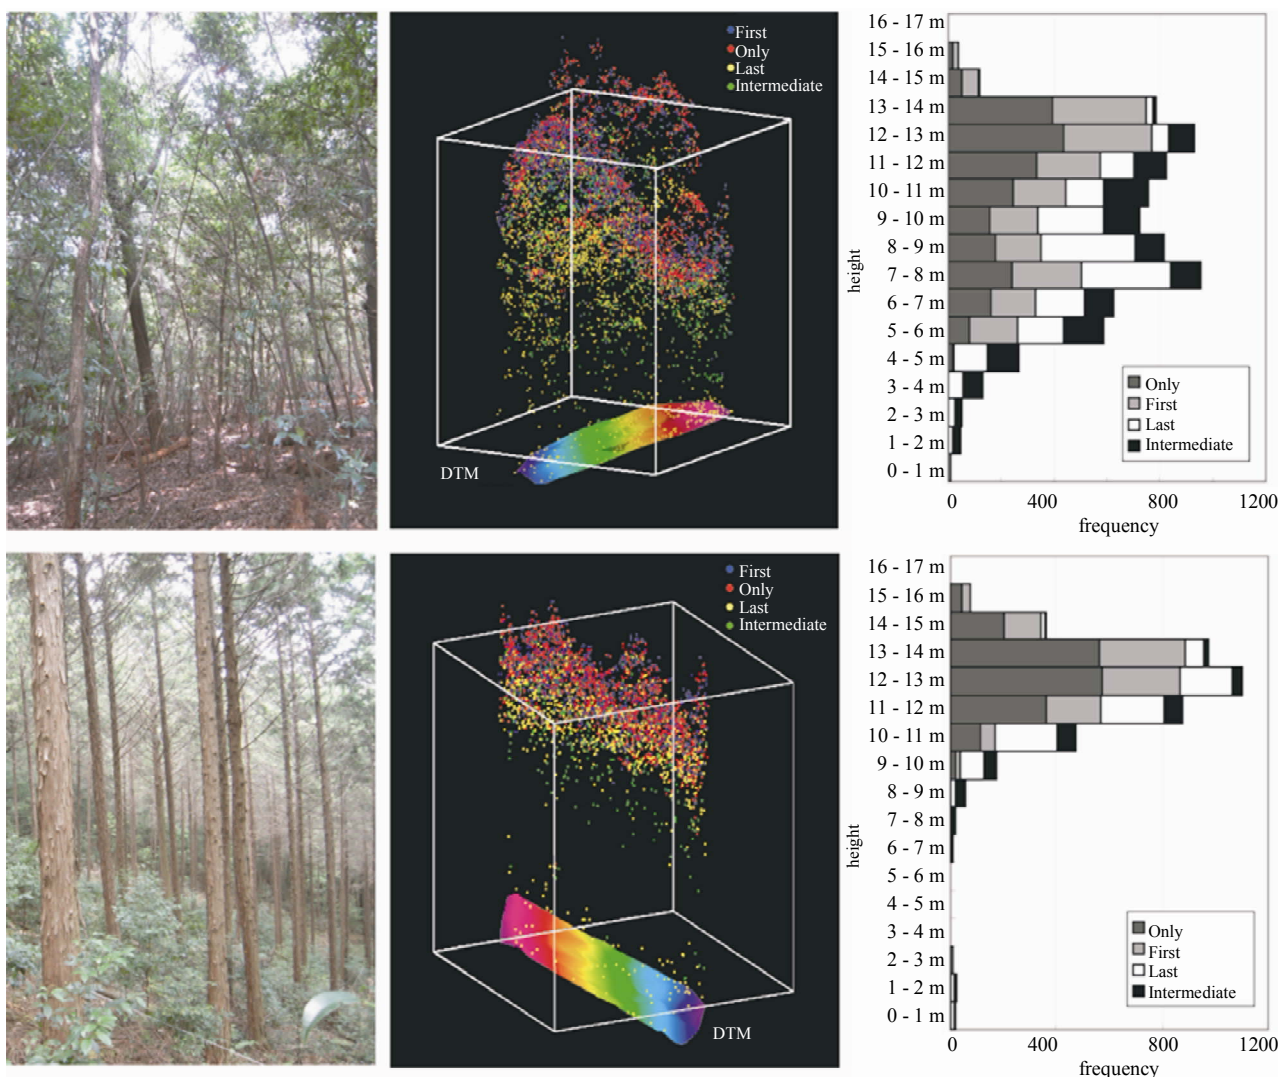 First
Only
Last
Intermediate
DTM
16 - 17 m
15 - 16 m
14 - 15 m
13 - 14 m
12 - 13 m
11 - 12 m
10 - 11 m
9 - 10 m
8 - 9 m
7 - 8 m
6 - 7 m
5 - 6 m
4 - 5 m
3 - 4 m
2 - 3 m
1 - 2 m
0 - 1 m
height
Only
First
Last
Intermediate
0 400 800 1200
frequency
First
Only
Last
Intermediate
DTM
16 - 17 m
15 - 16 m
14 - 15 m
13 - 14 m
12 - 13 m
11 - 12 m
10 - 11 m
9 - 10 m
8 - 9 m
7 - 8 m
6 - 7 m
5 - 6 m
4 - 5 m
3 - 4 m
2 - 3 m
1 - 2 m
0 - 1 m
height
Only
First
Last
Intermediate
0 400 800 1200
frequency